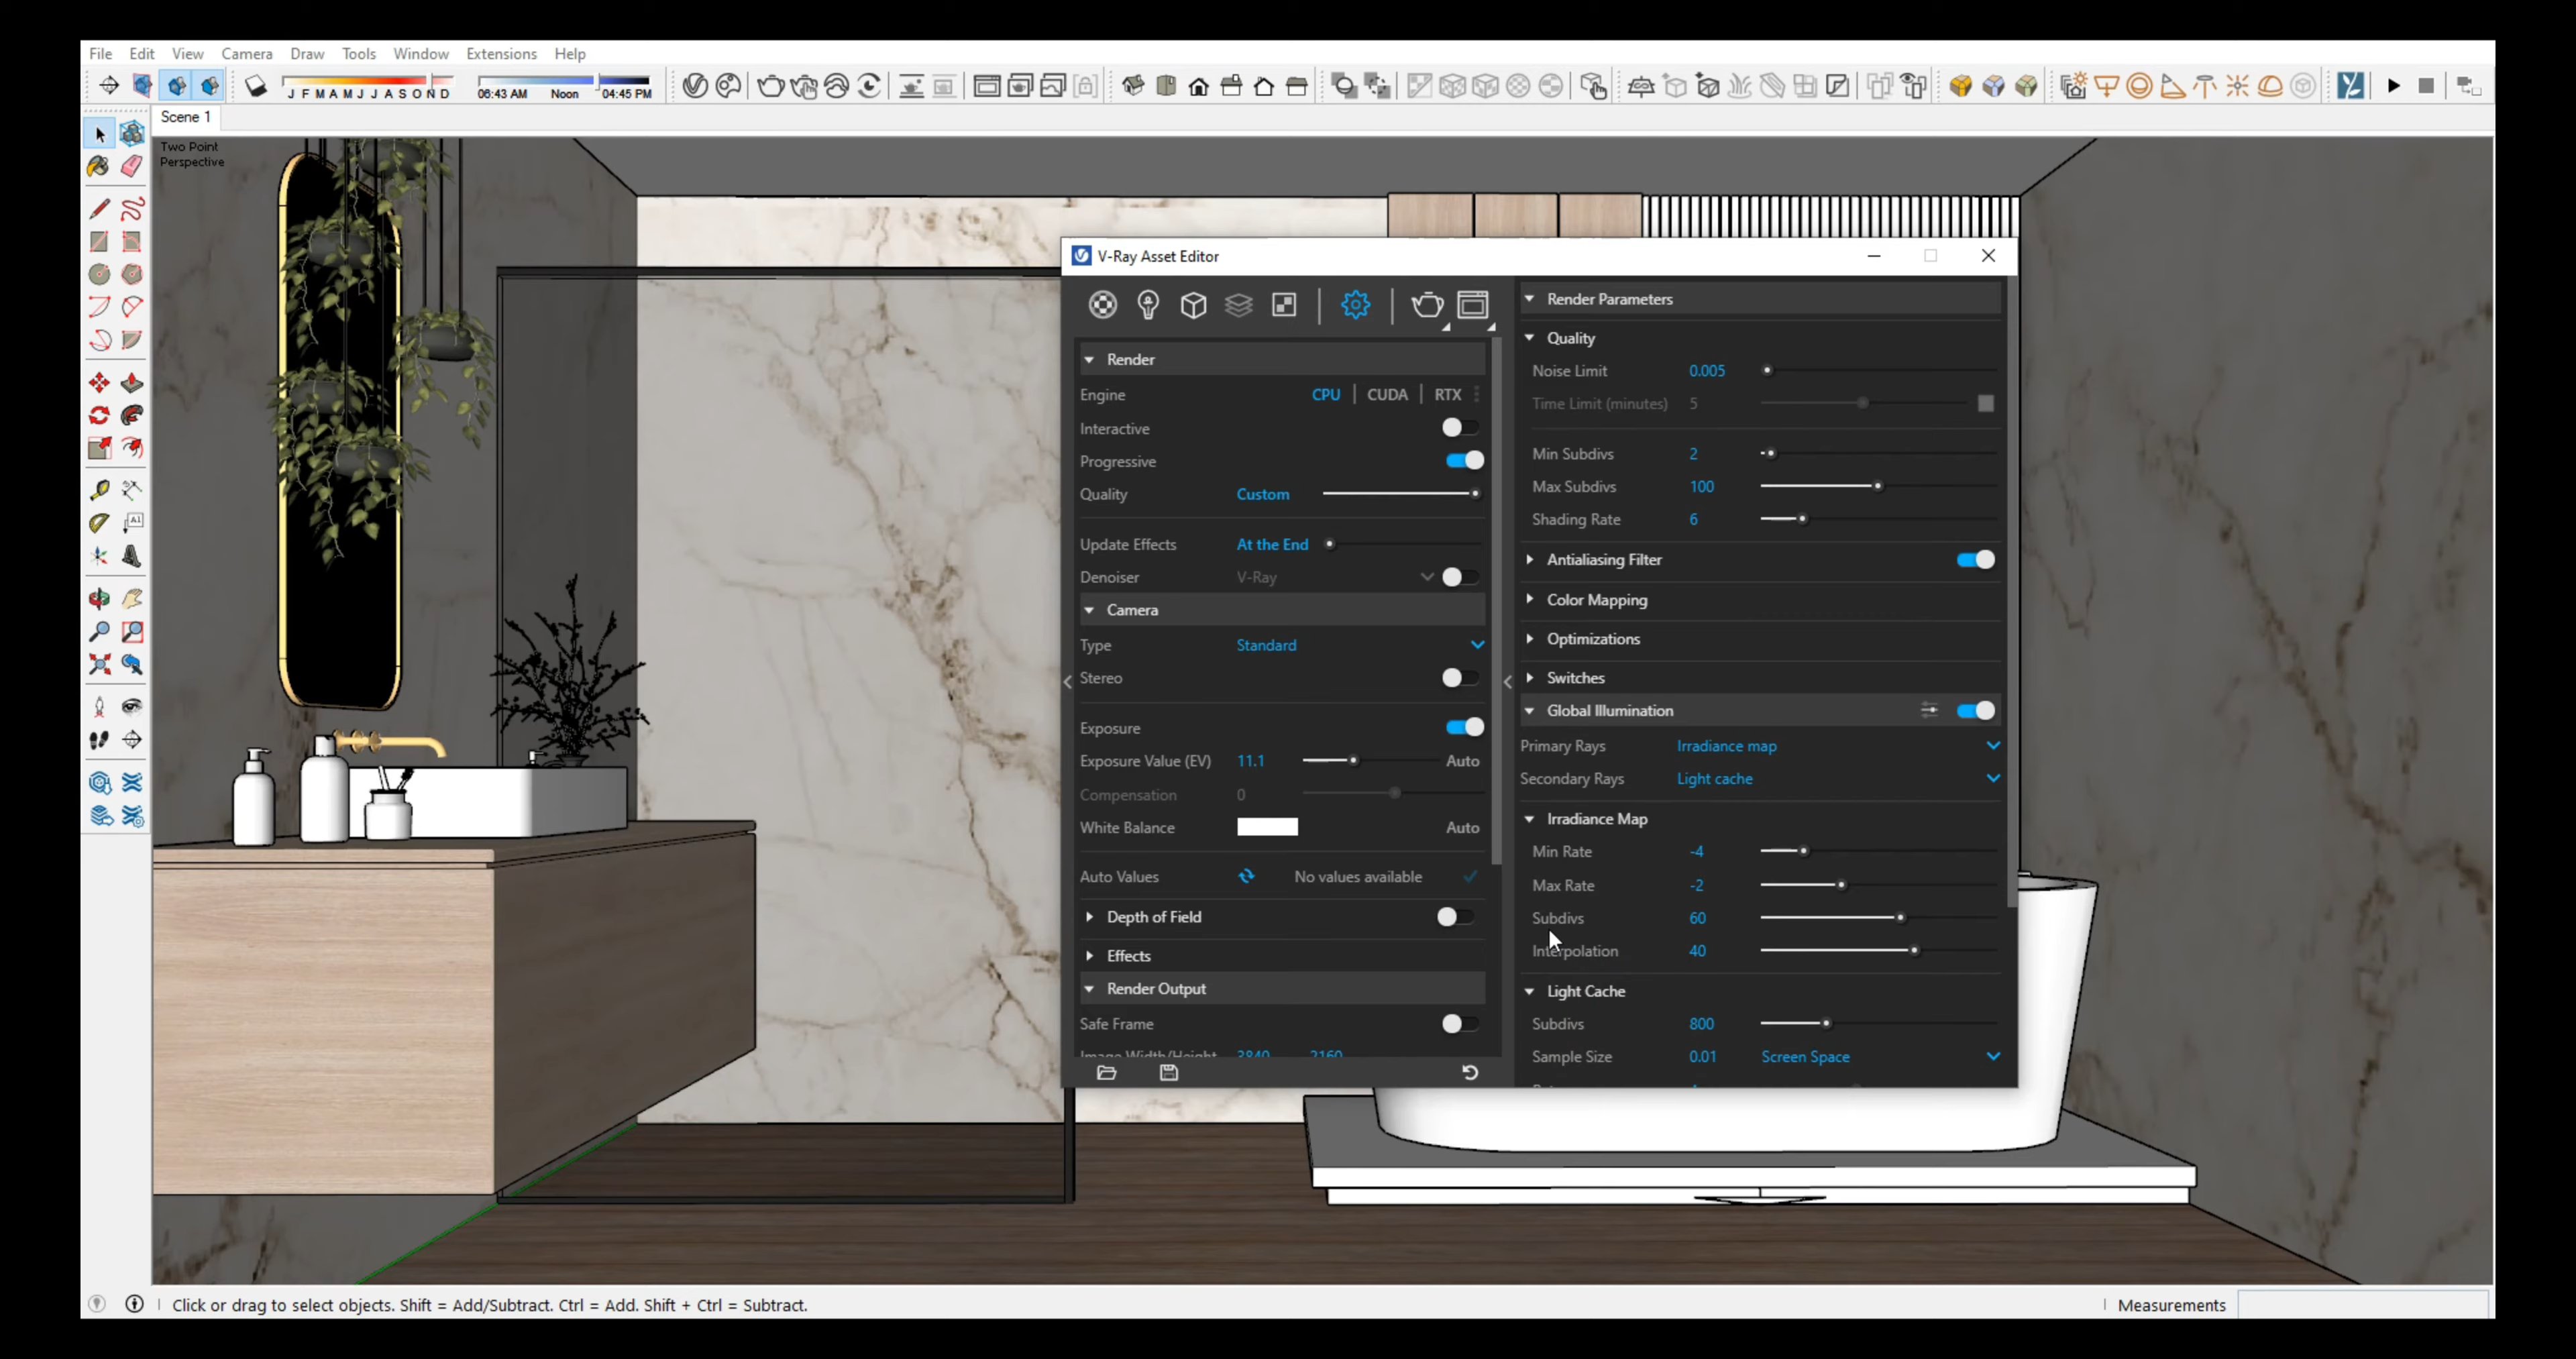 File Edit View Camera Draw Tools Window Extensions Help
J F M A M J J A S O N D 06:43 AM Noon 04:45 PM
Scene 1
Two Point
Perspective
V-Ray Asset Editor
Render
Engine CPU | CUDA | RTX
Interactive
Progressive
Quality Custom
Update Effects At the End
Denoiser V-Ray
Camera
Type Standard
Stereo
Exposure
Exposure Value (EV) 11.1 Auto
Compensation 0
White Balance Auto
Auto Values No values available
Depth of Field
Effects
Render Output
Safe Frame
Image Width/Height 3840 2160
Render Parameters
Quality
Noise Limit 0.005
Time Limit (minutes) 5
Min Subdivs 2
Max Subdivs 100
Shading Rate 6
Antialiasing Filter
Color Mapping
Optimizations
Switches
Global Illumination
Primary Rays Irradiance map
Secondary Rays Light cache
Irradiance Map
Min Rate -4
Max Rate -2
Subdivs 60
Interpolation 40
Light Cache
Subdivs 800
Sample Size 0.01 Screen Space
Click or drag to select objects. Shift = Add/Subtract. Ctrl = Add. Shift + Ctrl = Subtract.
Measurements